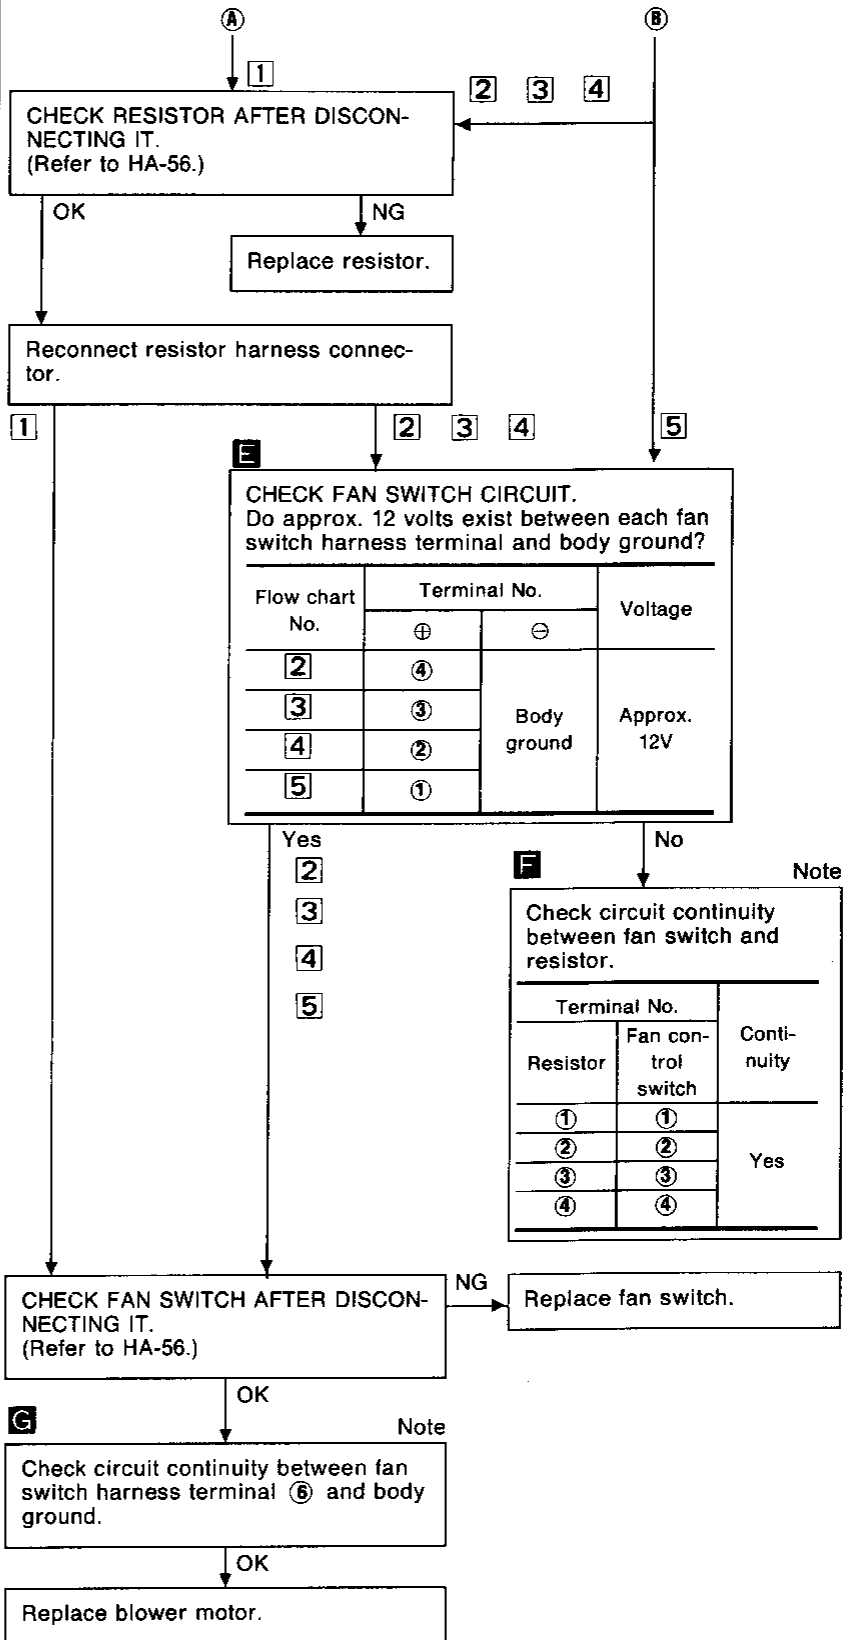 Ⓐ
Ⓑ
1
2 3 4
CHECK RESISTOR AFTER DISCON-
NECTING IT.
(Refer to HA-56.)
OK
NG
Replace resistor.
Reconnect resistor harness connec-
tor.
1
2 3 4
5
E
CHECK FAN SWITCH CIRCUIT.
Do approx. 12 volts exist between each fan
switch harness terminal and body ground?
Flow chart
No.
Terminal No.
⊕
⊖
Voltage
2
④
3
③
4
②
5
①
Body
ground
Approx.
12V
Yes
2
3
4
5
No
F
Note
Check circuit continuity
between fan switch and
resistor.
Terminal No.
Resistor
Fan con-
trol
switch
Conti-
nuity
① ①
② ②
③ ③
④ ④
Yes
CHECK FAN SWITCH AFTER DISCON-
NECTING IT.
(Refer to HA-56.)
NG
Replace fan switch.
OK
G
Note
Check circuit continuity between fan
switch harness terminal ⑥ and body
ground.
OK
Replace blower motor.